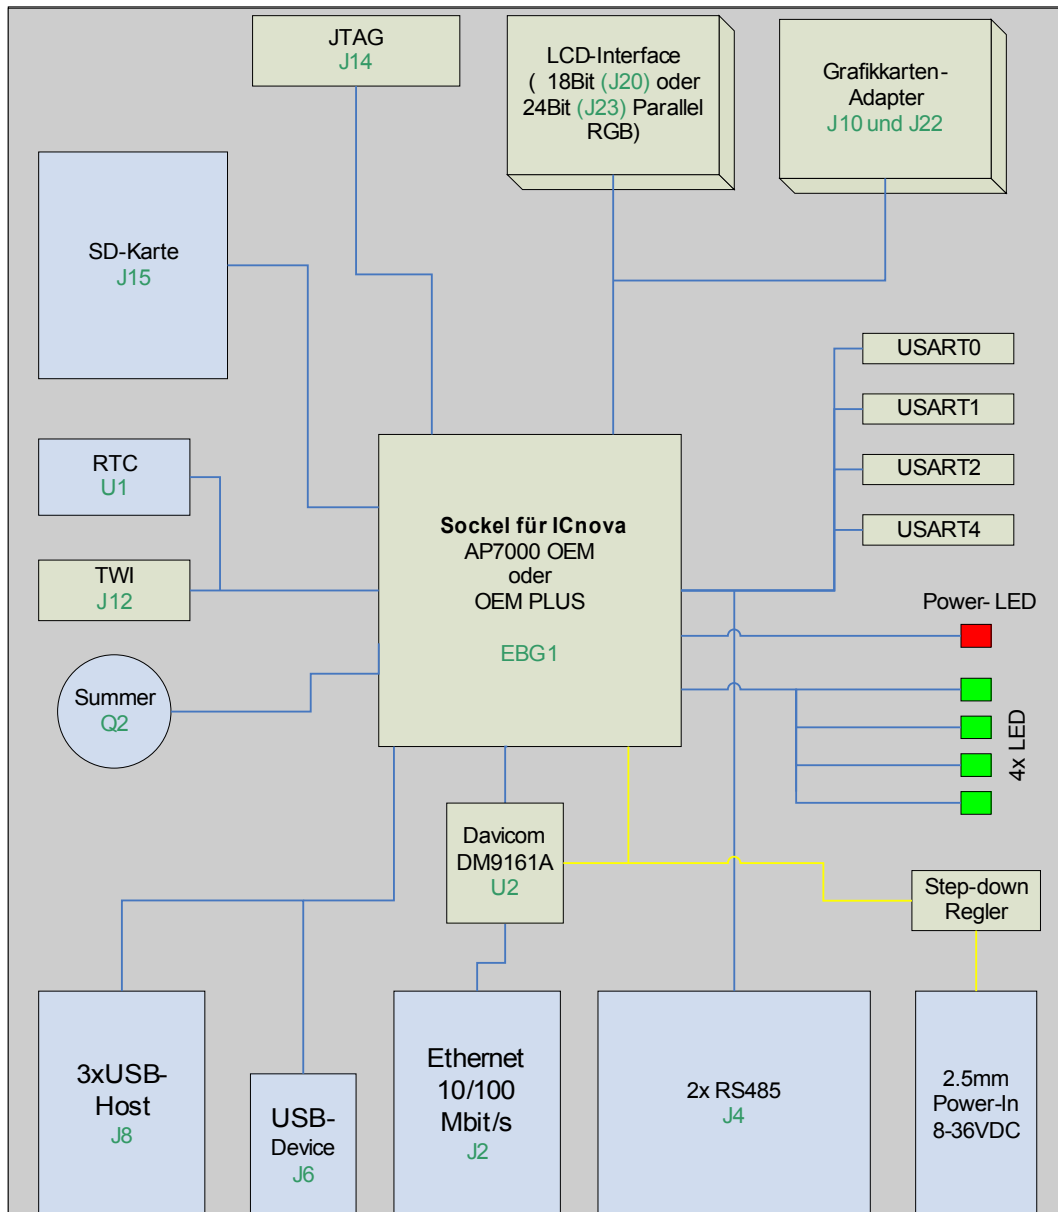 JTAG
J14
LCD-Interface
( 18Bit (J20) oder
24Bit (J23) Parallel
RGB)
Grafikkarten-
Adapter
J10 und J22
SD-Karte
J15
USART0
USART1
USART2
USART4
RTC
U1
TWI
J12
Sockel für ICnova
AP7000 OEM
oder
OEM PLUS
EBG1
Power- LED
4x LED
Summer
Q2
Davicom
DM9161A
U2
Step-down
Regler
3xUSB-
Host
J8
USB-
Device
J6
Ethernet
10/100
Mbit/s
J2
2x RS485
J4
2.5mm
Power-In
8-36VDC